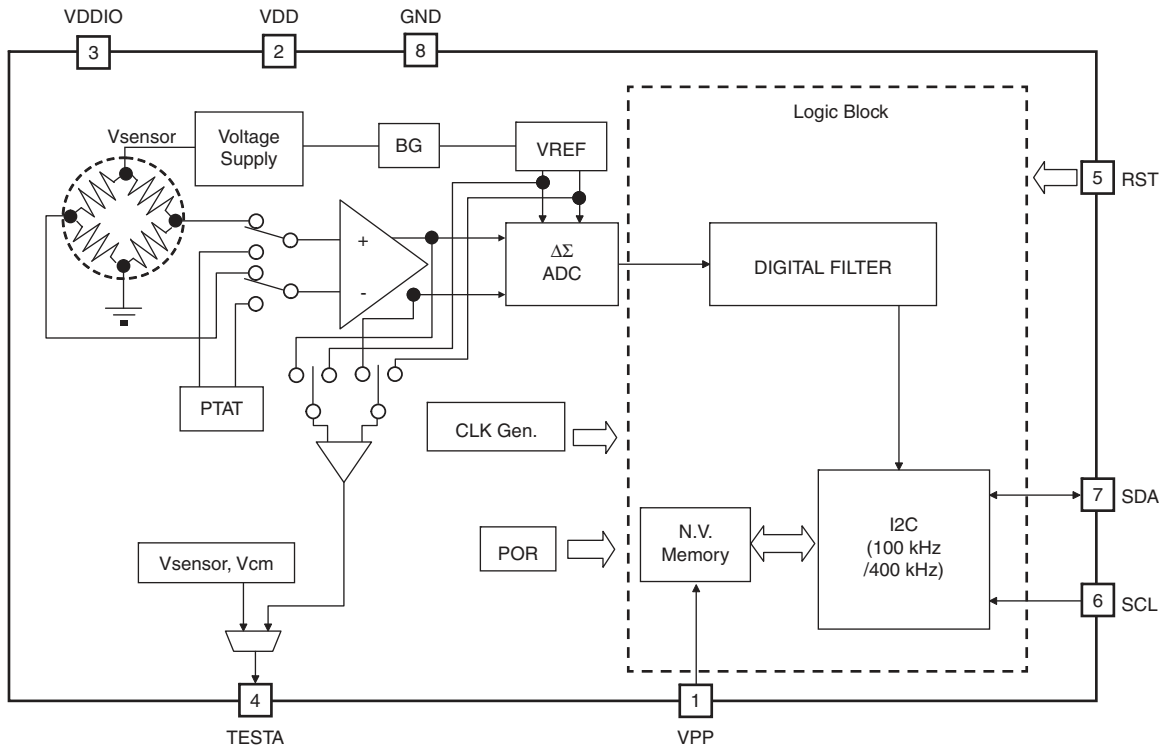 VDDIO
VDD
GND
3
2
8
Logic Block
Vsensor
Voltage
Supply
BG
VREF
5
RST
+
-
ΔΣ
ADC
DIGITAL FILTER
PTAT
CLK Gen.
7
SDA
I2C
(100 kHz
/400 kHz)
N.V.
Memory
POR
Vsensor, Vcm
6
SCL
4
1
TESTA
VPP